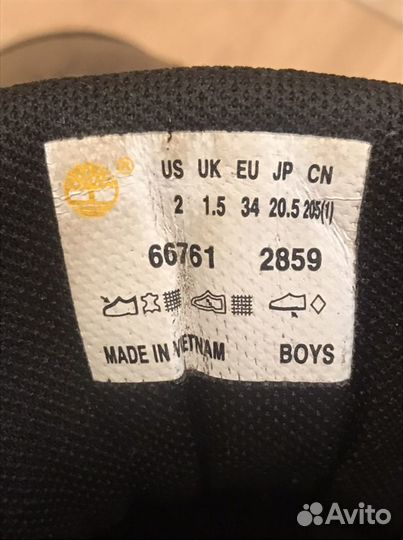 US UK EU JP CN
2 1.5 34 20.5 205(1)
66761 2859
MADE IN VIETNAM BOYS
Avito